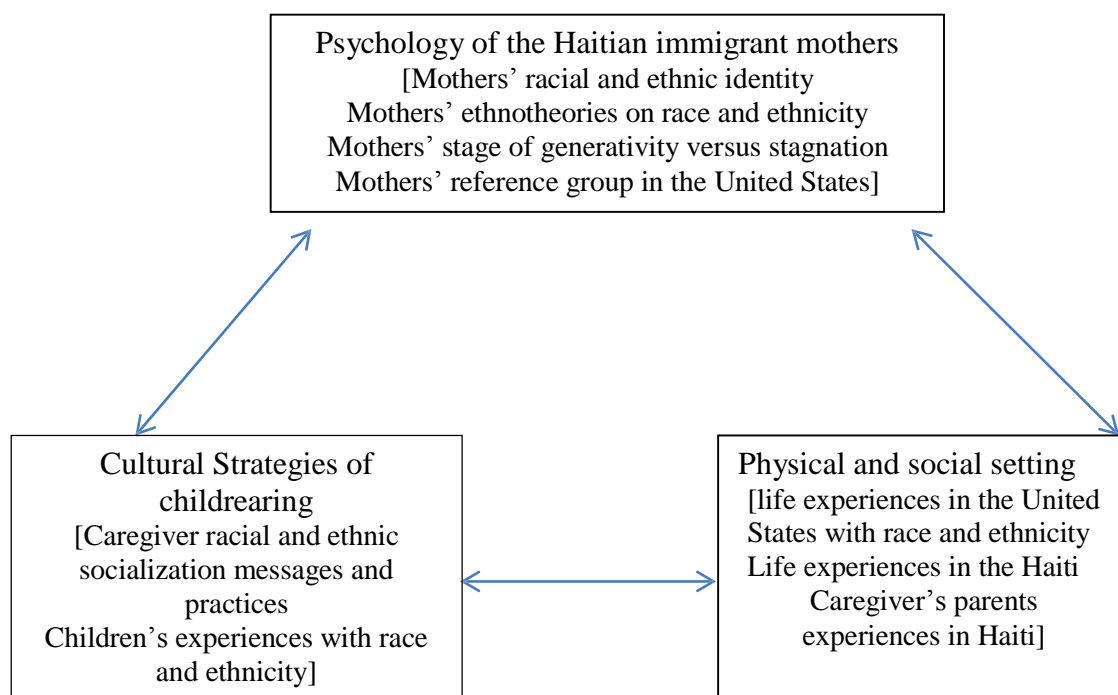 Psychology of the Haitian immigrant mothers
[Mothers’ racial and ethnic identity
Mothers’ ethnotheories on race and ethnicity
Mothers’ stage of generativity versus stagnation
Mothers’ reference group in the United States]
Cultural Strategies of
childrearing
[Caregiver racial and ethnic
socialization messages and
practices
Children’s experiences with race
and ethnicity]
Physical and social setting
[life experiences in the United
States with race and ethnicity
Life experiences in the Haiti
Caregiver’s parents
experiences in Haiti]